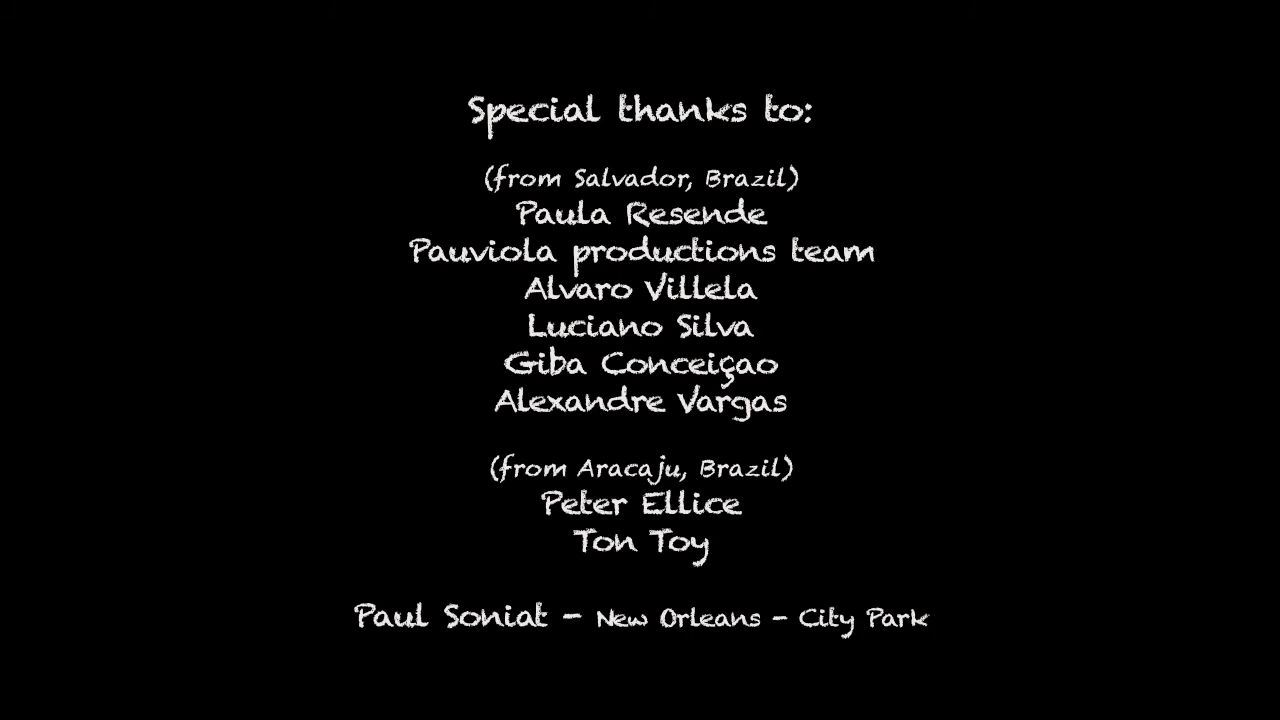 Special thanks to:
(from Salvador, Brazil)
Paula Resende
Pauviola productions team
Alvaro Villela
Luciano Silva
Giba Conceiçao
Alexandre Vargas
(from Aracaju, Brazil)
Peter Ellice
Ton Toy
Paul Soniat - New Orleans - City Park